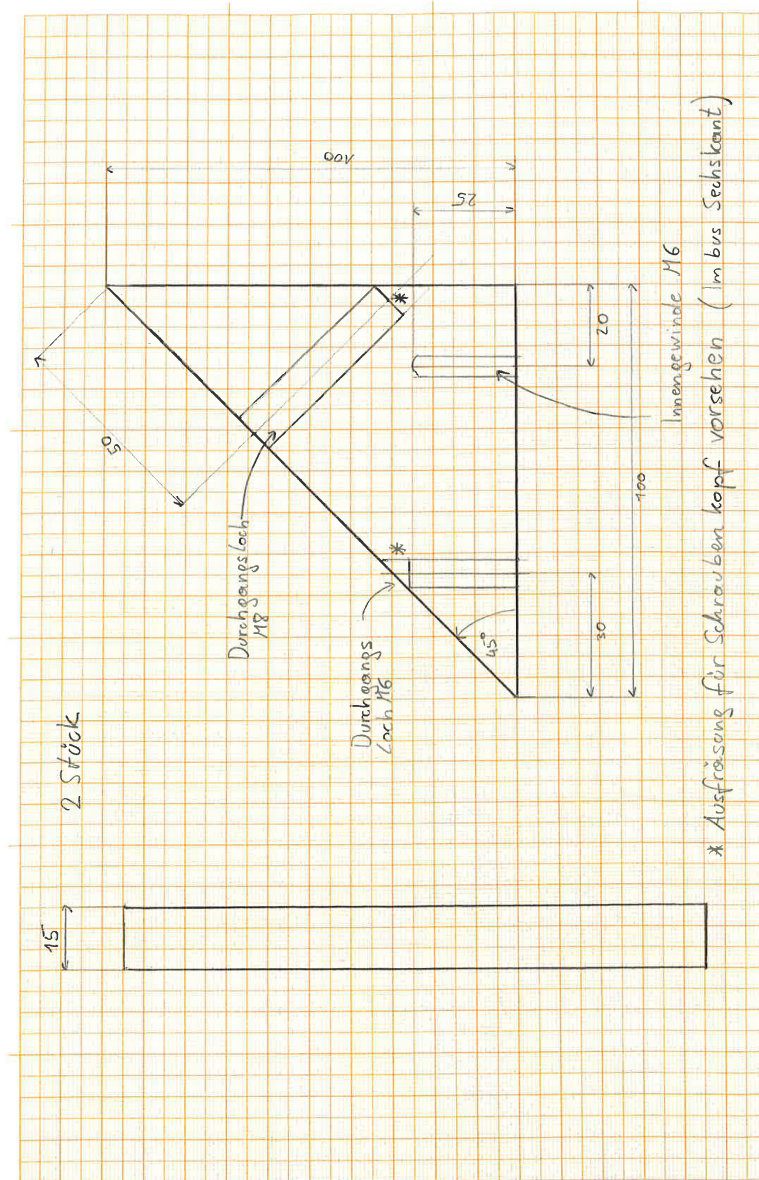 100
25
50
Durchgangsloch
M8
*
*
Innengewinde M6
20
Durchgangs
Loch M6
45°
30
100
2 Stück
15
* Ausfräsung für Schraubenkopf vorsehen (Imbus Sechskant)